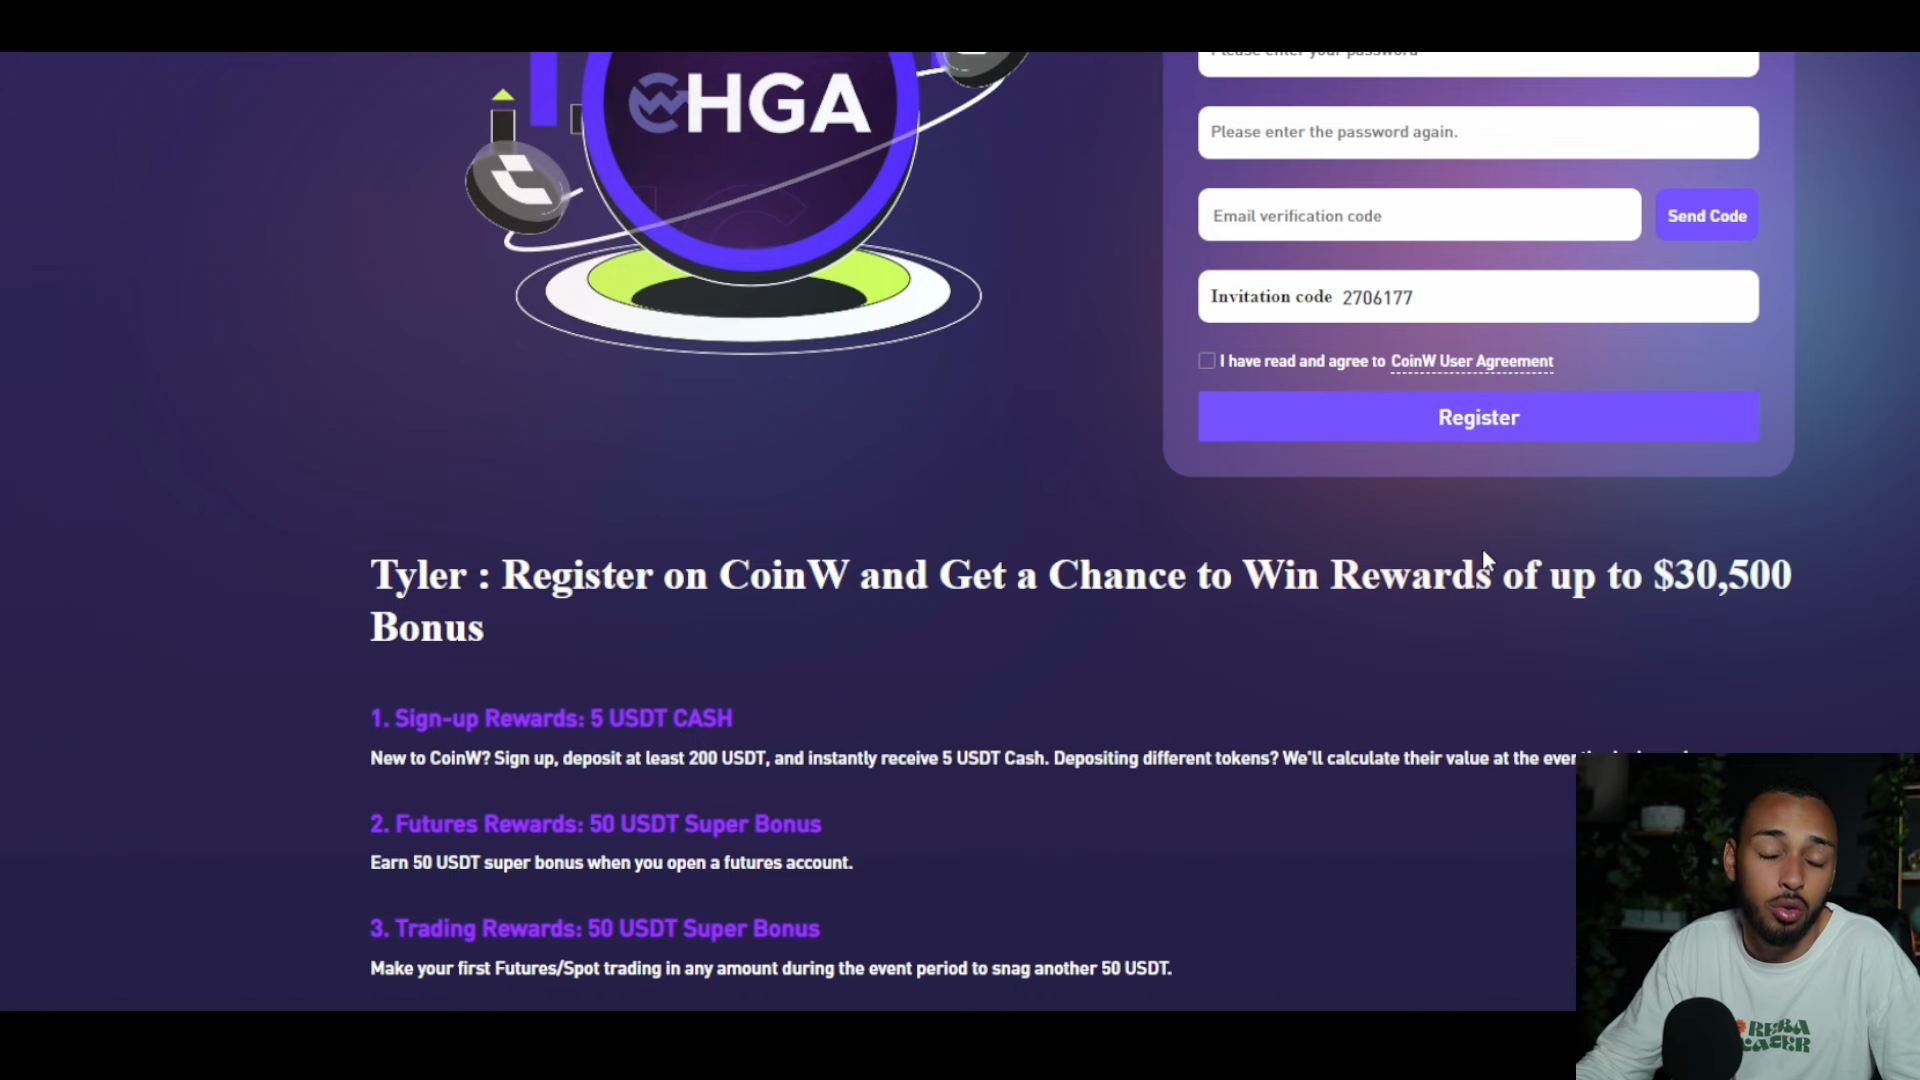 HGA
Please enter your password
Please enter the password again.
Email verification code
Send Code
Invitation code 2706177
I have read and agree to CoinW User Agreement
Register
Tyler : Register on CoinW and Get a Chance to Win Rewards of up to $30,500
Bonus
1. Sign-up Rewards: 5 USDT CASH
New to CoinW? Sign up, deposit at least 200 USDT, and instantly receive 5 USDT Cash. Depositing different tokens? We'll calculate their value at the
2. Futures Rewards: 50 USDT Super Bonus
Earn 50 USDT super bonus when you open a futures account.
3. Trading Rewards: 50 USDT Super Bonus
Make your first Futures/Spot trading in any amount during the event period to snag another 50 USDT.